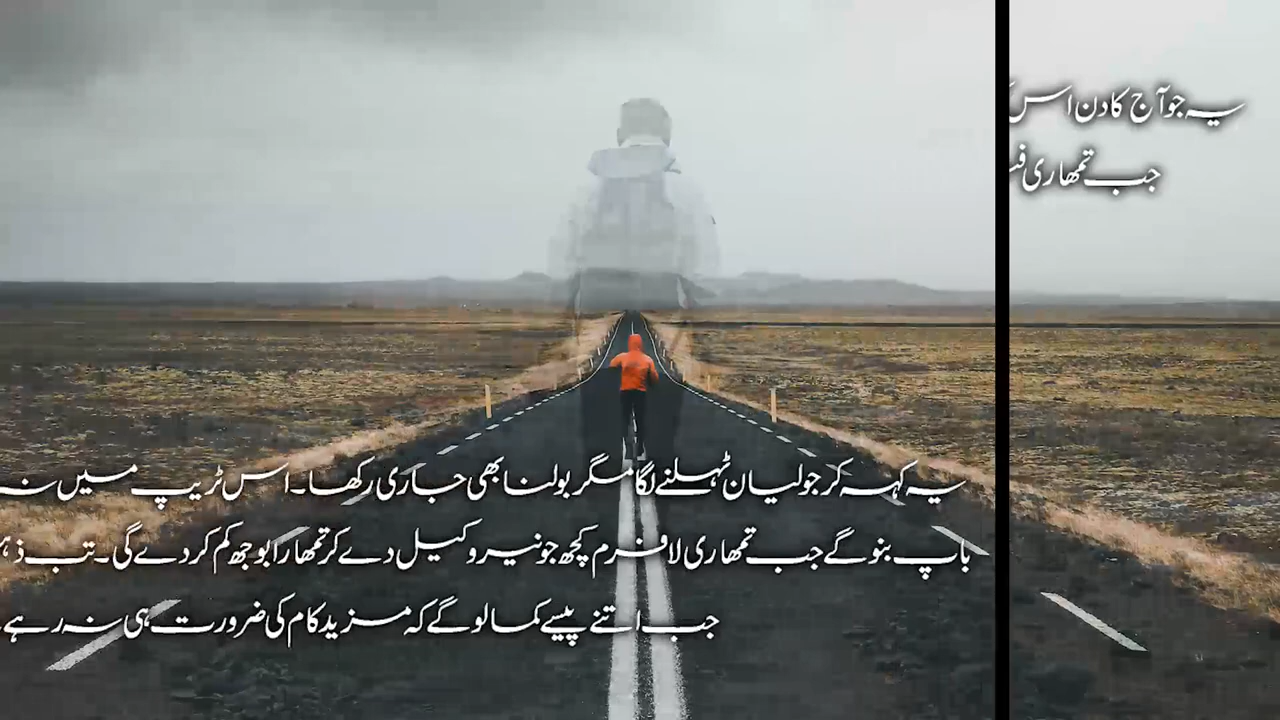 یہ جو آج کا دن اس
جب تمھاری
یہ کہہ کر جولیان ٹہلنے لگا مگر بولنا بھی جاری رکھا۔ اس ٹریپ میں نہ
باپ بنو گے جب تمھاری لا فرم کچھ جونیر وکیل دے کر تمھارا بوجھ کم کر دے گی۔ تب
جب اتنے پیسے کما لو گے کہ مزید کام کی ضرورت ہی نہ رہے